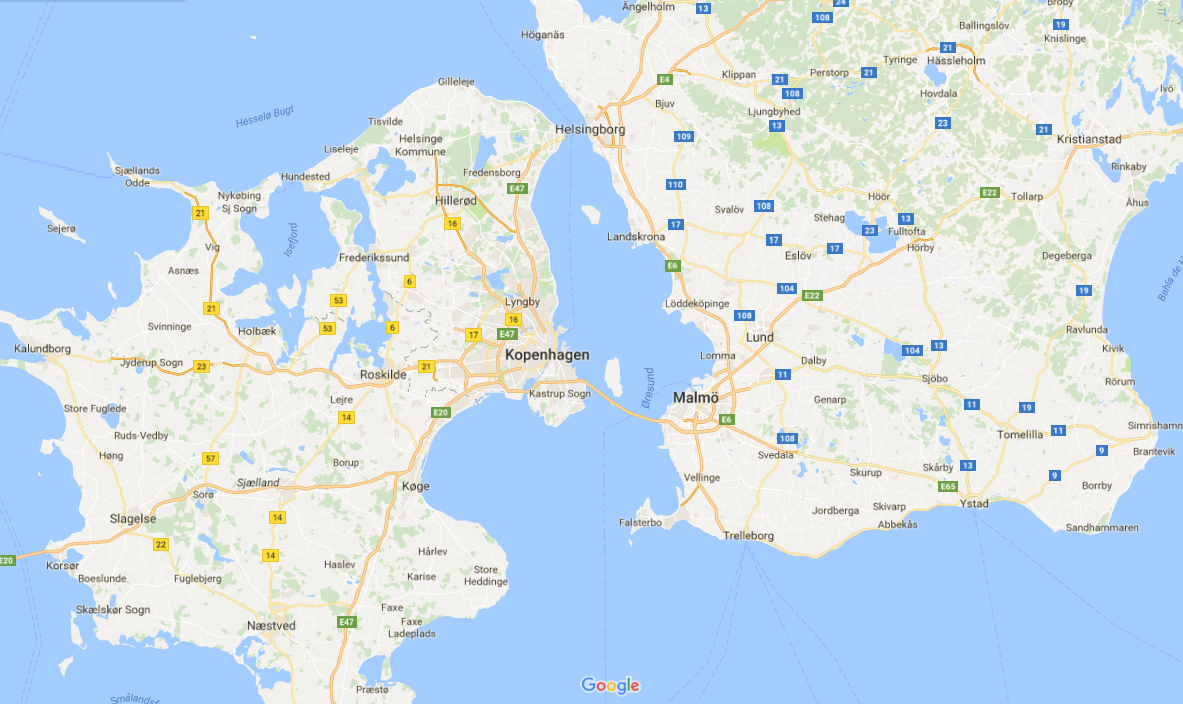 Ängelholm
13
24
108
Broby
Ballingslöv
19
Knislinge
Höganäs
21
Tyringe
Hässleholm
Gilleleje
E4
Klippan
21
Perstorp
21
108
Hovdala
Ivö
Bjuv
Hesselø Bugt
Tisvilde
Ljungbyhed
13
23
21
Helsingborg
109
Kristianstad
Helsinge
Kommune
Liseleje
Rinkaby
Sjællands
Odde
Hundested
Fredensborg
E47
110
E22
Tollarp
Nykøbing
Sj Sogn
Hillerød
Höör
Åhus
21
Svalöv
108
Stehag
13
Sejerø
16
17
23
Fulltofta
Isefjord
Landskrona
17
17
Hörby
Vig
Frederikssund
E6
Eslöv
Degeberga
Asnæs
6
Bahía de H
104
E22
19
53
Lyngby
Löddeköpinge
21
16
108
Svinninge
53
6
Holbæk
17
E47
Lund
Ravlunda
Kalundborg
Kopenhagen
Lomma
104
13
Kivik
Jyderup Sogn
23
21
Dalby
Roskilde
11
Sjöbo
Rörum
Øresund
Kastrup Sogn
Malmö
Lejre
Genarp
11
19
Store Fuglede
14
E20
E6
Simrishamn
Ruds-Vedby
108
Tomelilla
11
Høng
57
Borup
Svedala
9
Brantevik
Skurup
Skårby
13
9
Sjælland
Køge
Vellinge
E65
Borrby
Sorø
Ystad
Slagelse
14
Falsterbo
Jordberga
Skivarp
Abbekås
Sandhammaren
22
Trelleborg
E20
Korsør
14
Hårlev
Boeslunde
Fuglebjerg
Haslev
Karise
Store
Heddinge
Skælskør Sogn
Faxe
Næstved
E47
Faxe
Ladeplads
Præstø
Google